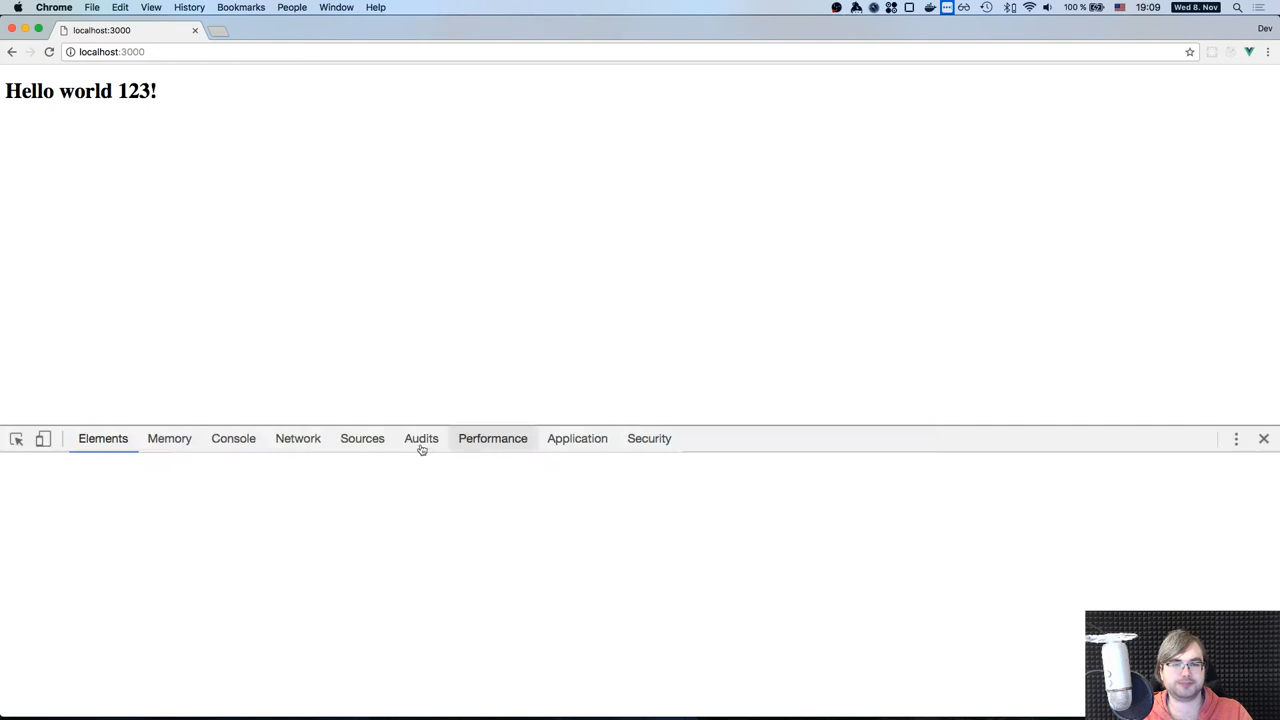 Chrome File Edit View History Bookmarks People Window Help 100 % 19:09 Wed 8. Nov
localhost:3000 Dev
localhost:3000
Hello world 123!
Elements Memory Console Network Sources Audits Performance Application Security